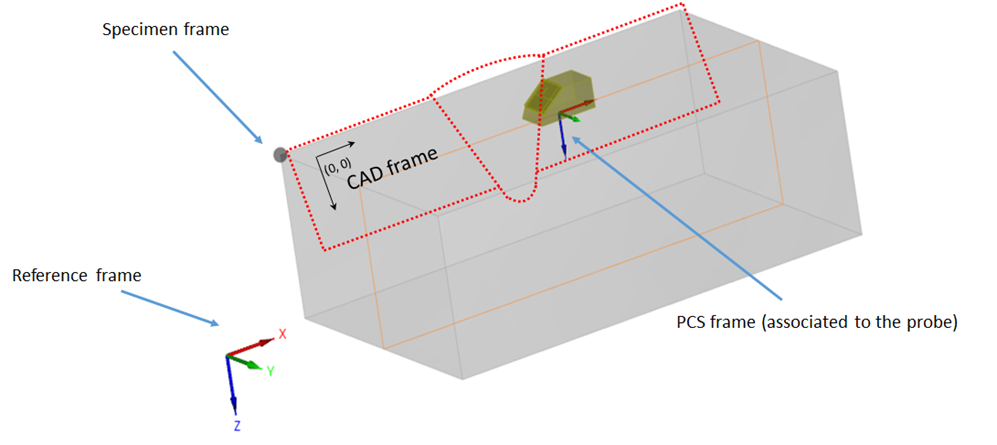 Specimen frame
(0, 0)
CAD frame
Reference frame
X
Y
Z
PCS frame (associated to the probe)